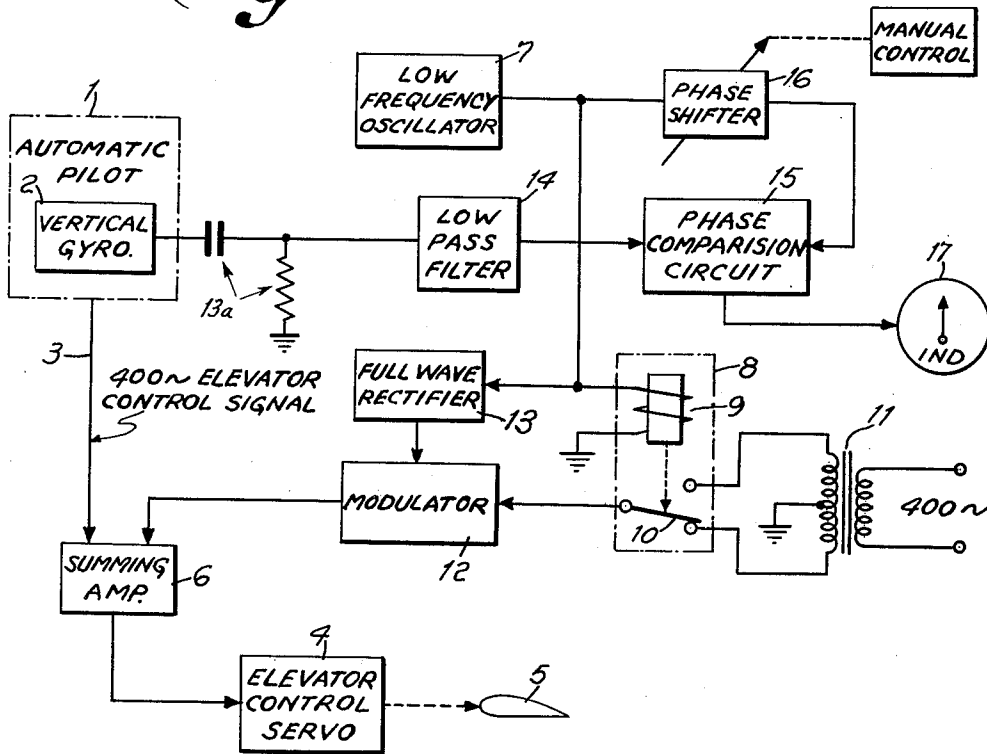 g
7
LOW
FREQUENCY
OSCILLATOR
PHASE
SHIFTER
16
MANUAL
CONTROL
1
AUTOMATIC
PILOT
2
VERTICAL
GYRO.
13a
14
LOW
PASS
FILTER
15
PHASE
COMPARISION
CIRCUIT
17
IND
3
400~ ELEVATOR
CONTROL SIGNAL
FULL WAVE
RECTIFIER
13
8
9
10
11
400~
MODULATOR
12
SUMMING
AMP.
6
4
ELEVATOR
CONTROL
SERVO
5